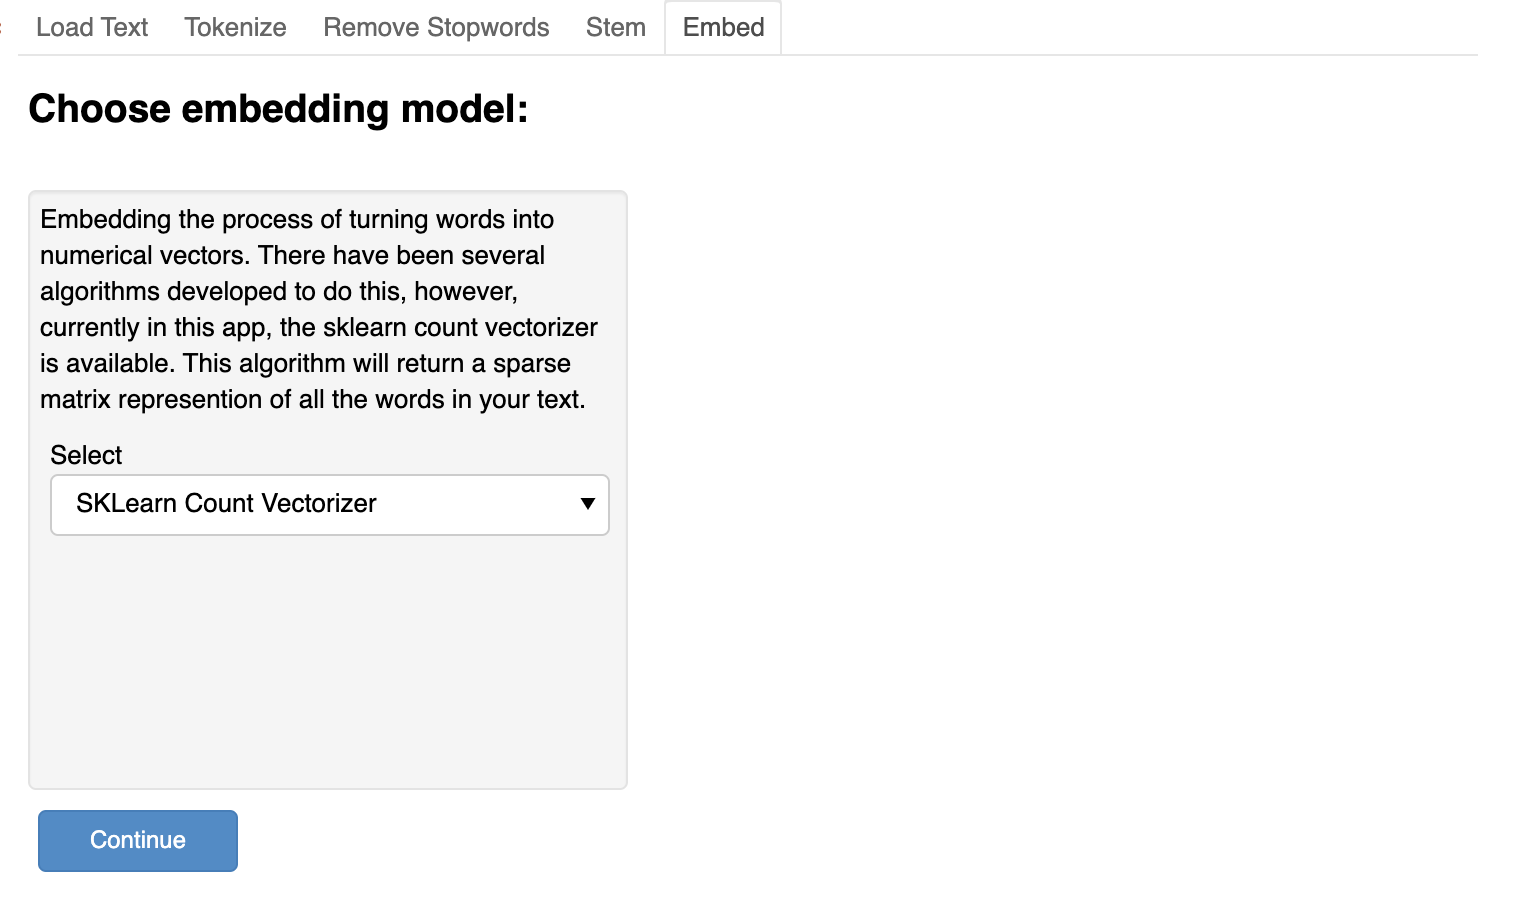 Load Text Tokenize Remove Stopwords Stem Embed
Choose embedding model:
Embedding the process of turning words into
numerical vectors. There have been several
algorithms developed to do this, however,
currently in this app, the sklearn count vectorizer
is available. This algorithm will return a sparse
matrix represention of all the words in your text.
Select
SKLearn Count Vectorizer
Continue